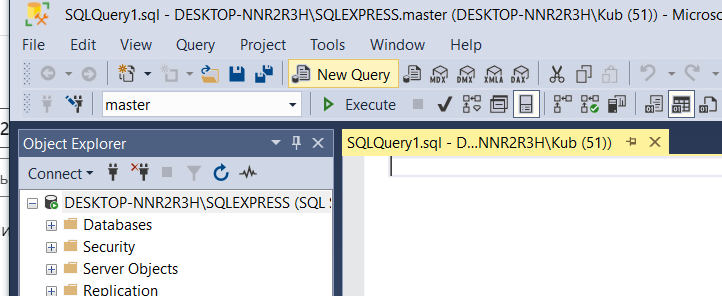 SQLQuery1.sql - DESKTOP-NNR2R3H\SQLEXPRESS.master (DESKTOP-NNR2R3H\Kub (51)) - Micros
File Edit View Query Project Tools Window Help
New Query MDX DMX XMLA DAX
master Execute
Object Explorer
SQLQuery1.sql - D...NNR2R3H\Kub (51))
Connect
DESKTOP-NNR2R3H\SQLEXPRESS (SQL S
Databases
Security
Server Objects
Replication